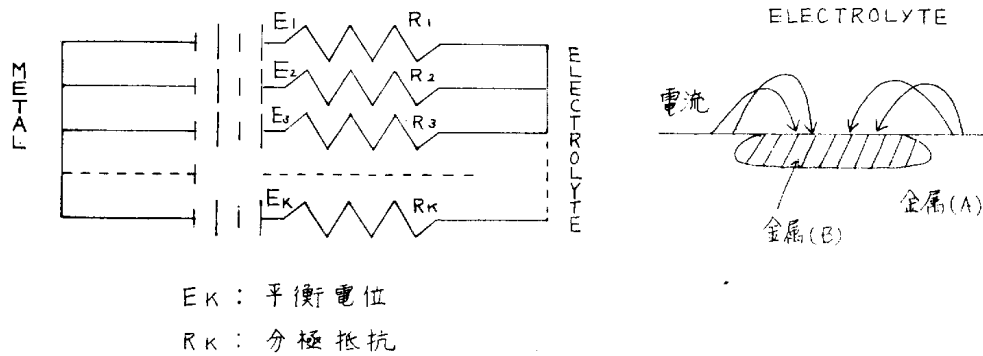 METAL
E1 R1
E2 R2
E3 R3
EK RK
ELECTROLYTE
EK : 平衡電位
RK : 分極抵抗
ELECTROLYTE
電流
金属(A)
金属(B)